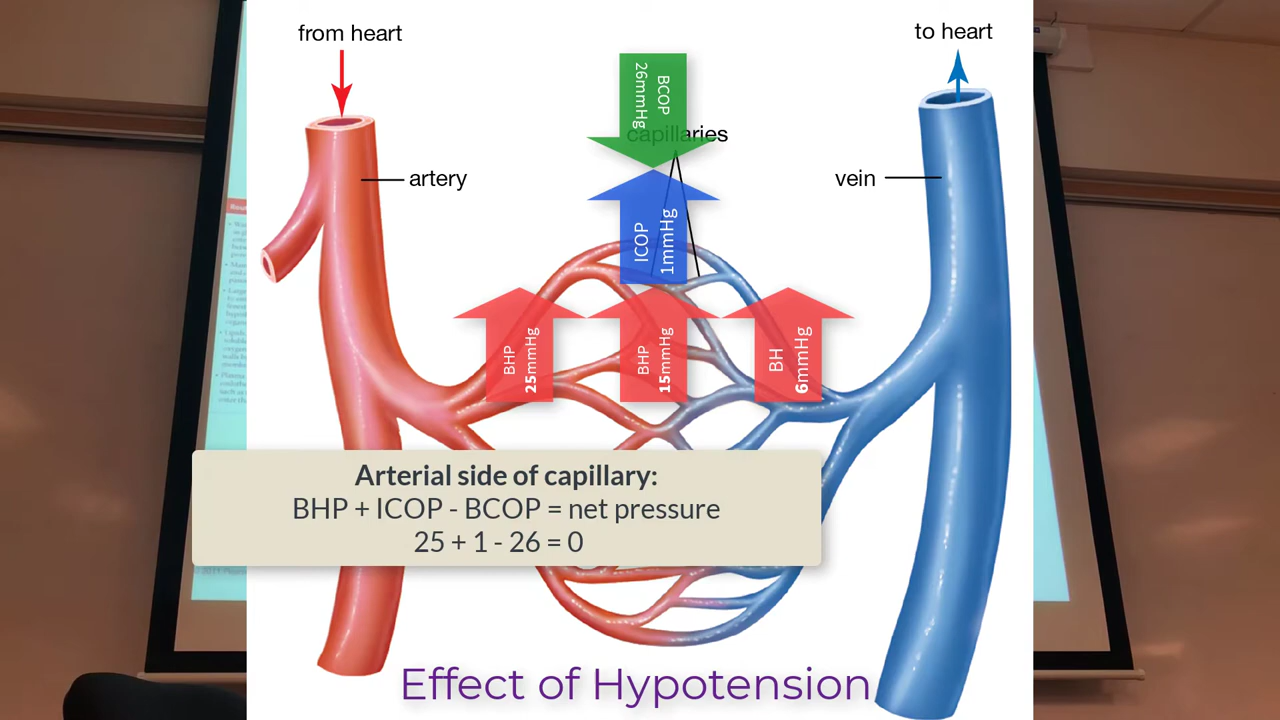 from heart
to heart
BCOP
26mmHg
capillaries
artery
vein
ICOP
1mmHg
BHP
25mmHg
BHP
15mmHg
BH
6mmHg
Arterial side of capillary:
BHP + ICOP - BCOP = net pressure
25 + 1 - 26 = 0
Effect of Hypotension